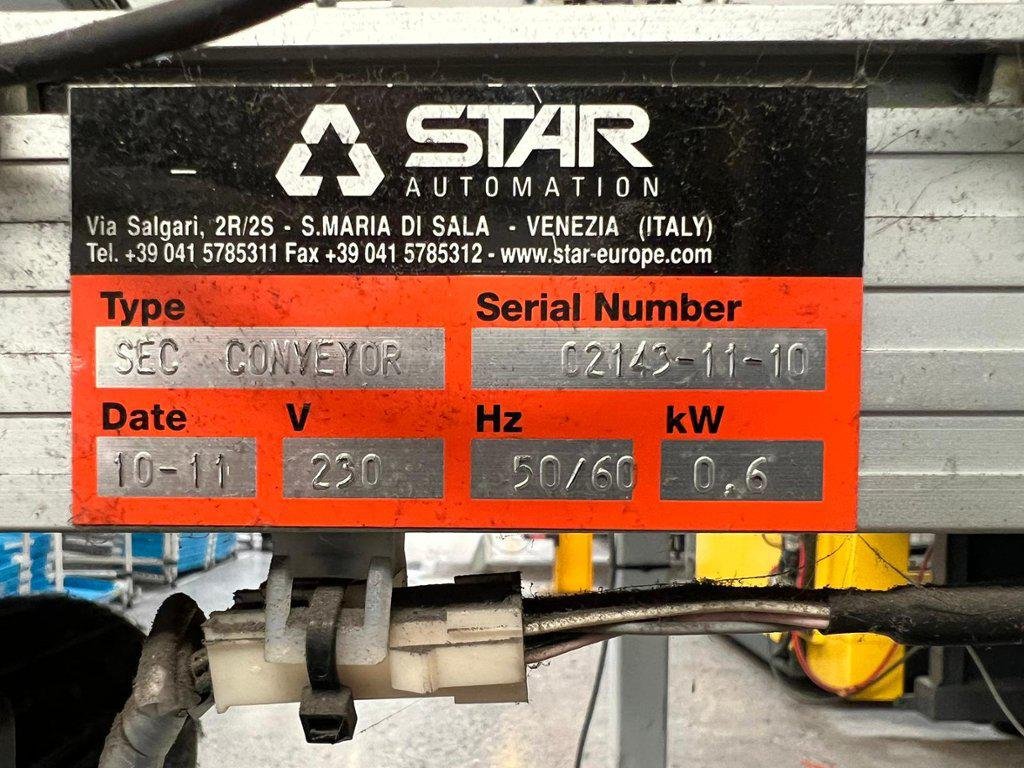 STAR
AUTOMATION
Via Salgari, 2R/2S - S.MARIA DI SALA - VENEZIA (ITALY)
Tel. +39 041 5785311 Fax +39 041 5785312 - www.star-europe.com
Type Serial Number
SEC CONVEYOR 02143-11-10
Date V Hz kW
10-11 230 50/60 0.6